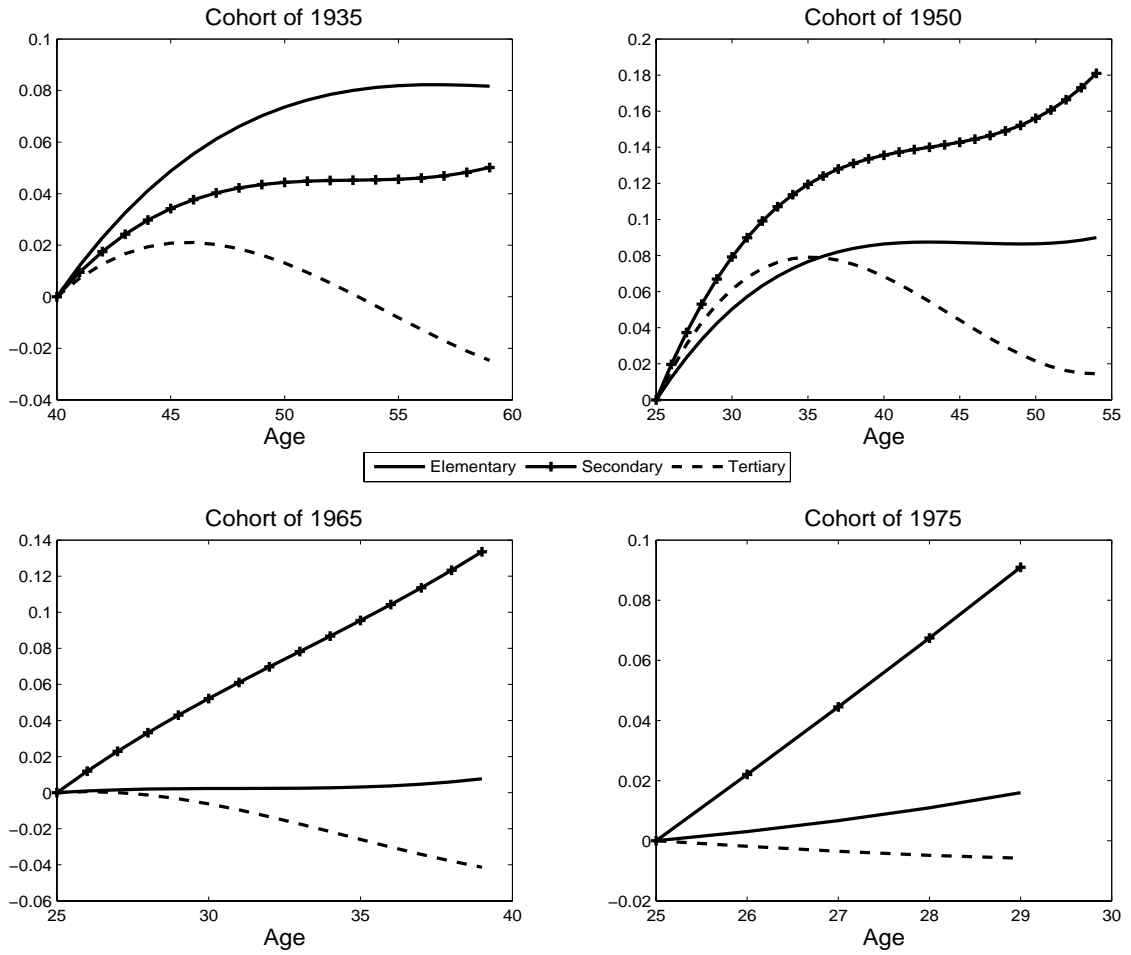 Cohort of 1935
0.1
0.08
0.06
0.04
0.02
0
−0.02
−0.04
40 45 50 55 60
Age
Cohort of 1950
0.2
0.18
0.16
0.14
0.12
0.1
0.08
0.06
0.04
0.02
0
25 30 35 40 45 50 55
Age
Elementary Secondary Tertiary
Cohort of 1965
0.14
0.12
0.1
0.08
0.06
0.04
0.02
0
−0.02
−0.04
−0.06
25 30 35 40
Age
Cohort of 1975
0.1
0.08
0.06
0.04
0.02
0
−0.02
25 26 27 28 29 30
Age